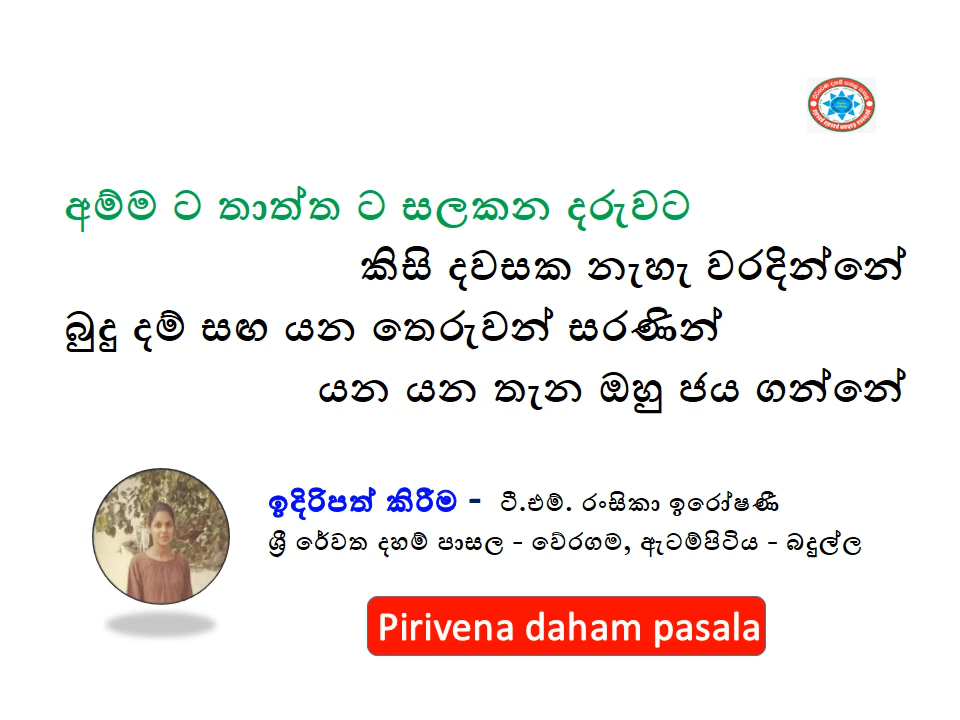 අම්ම ට තාත්ත ට සලකන දරුවට
කිසි දවසක නැහැ වරදින්නේ
බුදු දම් සඟ යන තෙරුවන් සරණින්
යන යන තැන ඔහු ජය ගන්නේ
ඉදිරිපත් කිරීම - ටී.එම්. රංසිකා ඉරෝෂණී
ශ්‍රී රේවත දහම් පාසල - වේරගම, ඇටම්පිටිය - බදුල්ල
Pirivena daham pasala